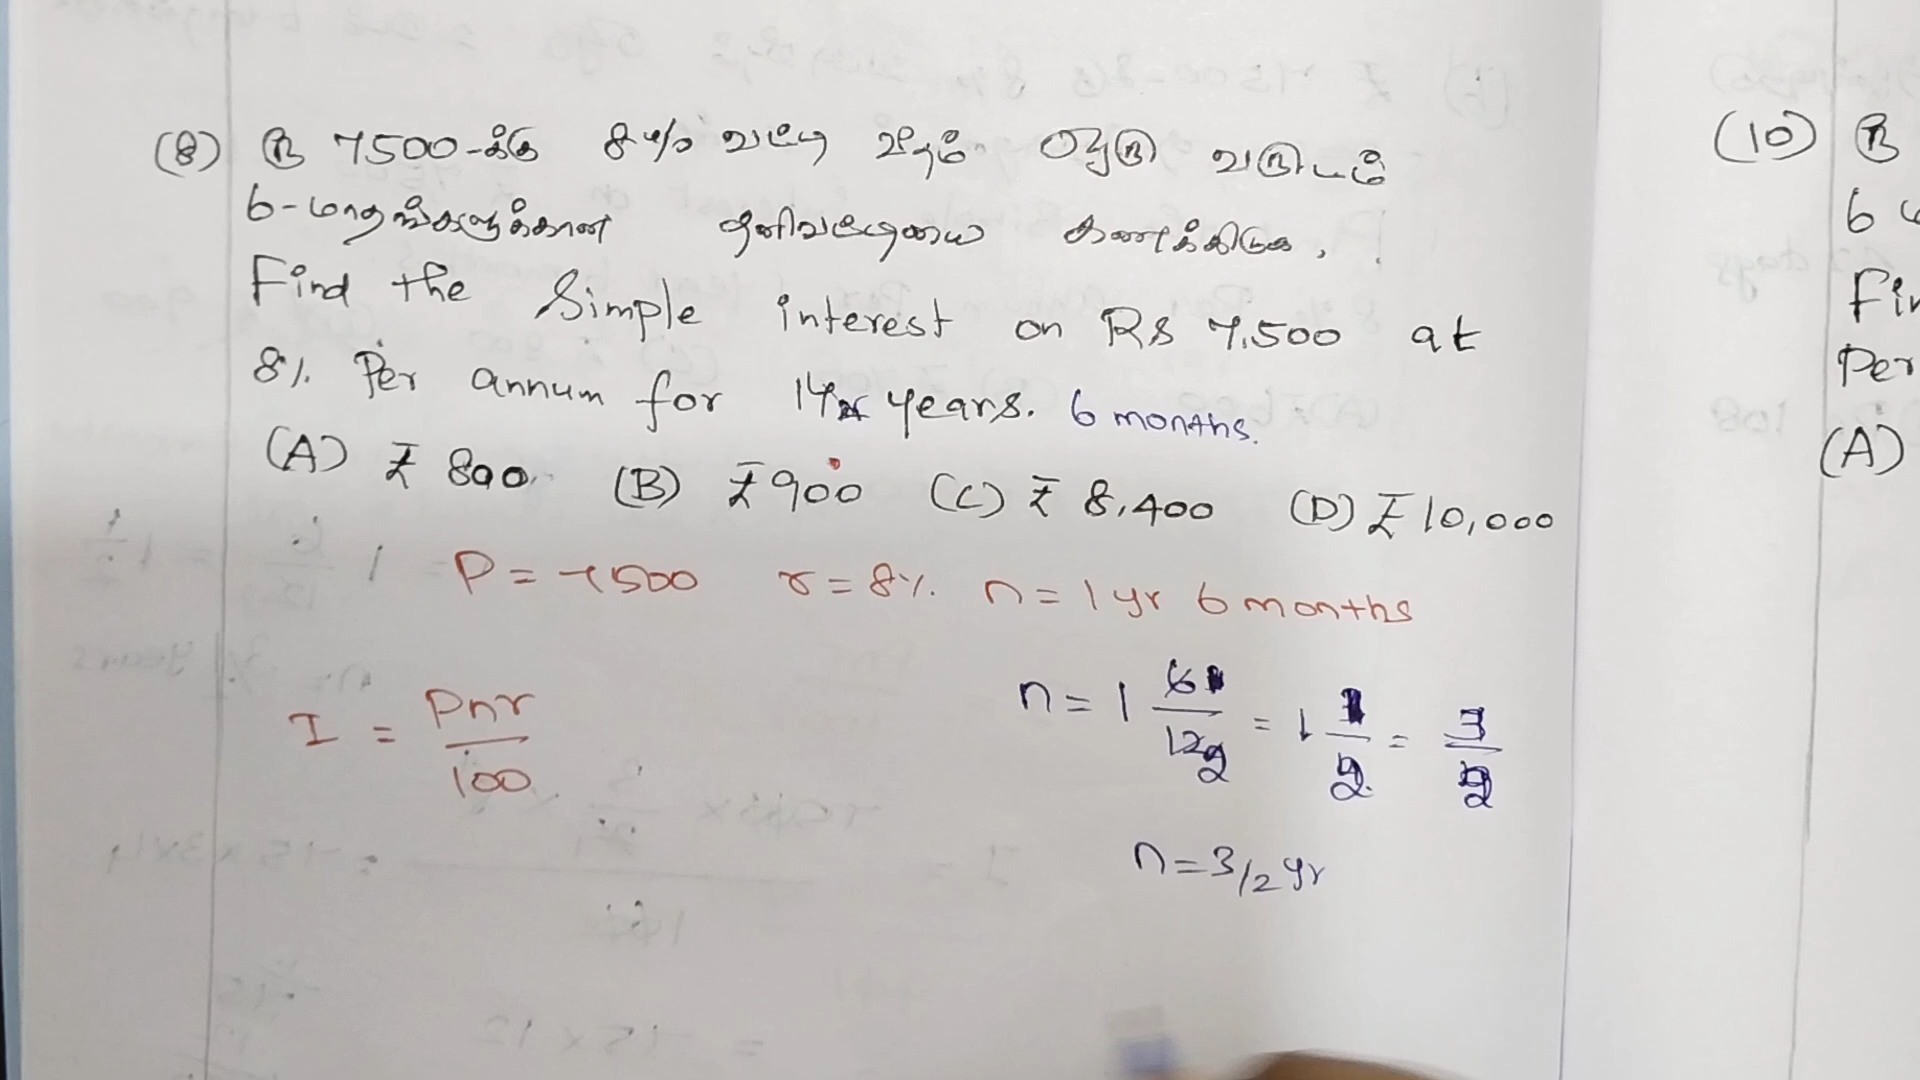 (8) ரூ 7500-க்கு 8% வட்டி வீதம் ஒரு வருடம்
6-மாதங்களுக்கான தனிவட்டியை கணக்கிடுக.
Find the Simple interest on RS 7,500 at
8%. Per annum for 1 years. 6 months.
(A) ₹ 800 (B) ₹900 (C) ₹ 8,400 (D) ₹10,000
P = 7500 r = 8%. n = 1 yr 6 months
I = Pnr / 100
n = 1 6/12 = 1 1/2 = 3/2
n = 3/2 yr
(10) ரூ
6
Fin
Per
(A)